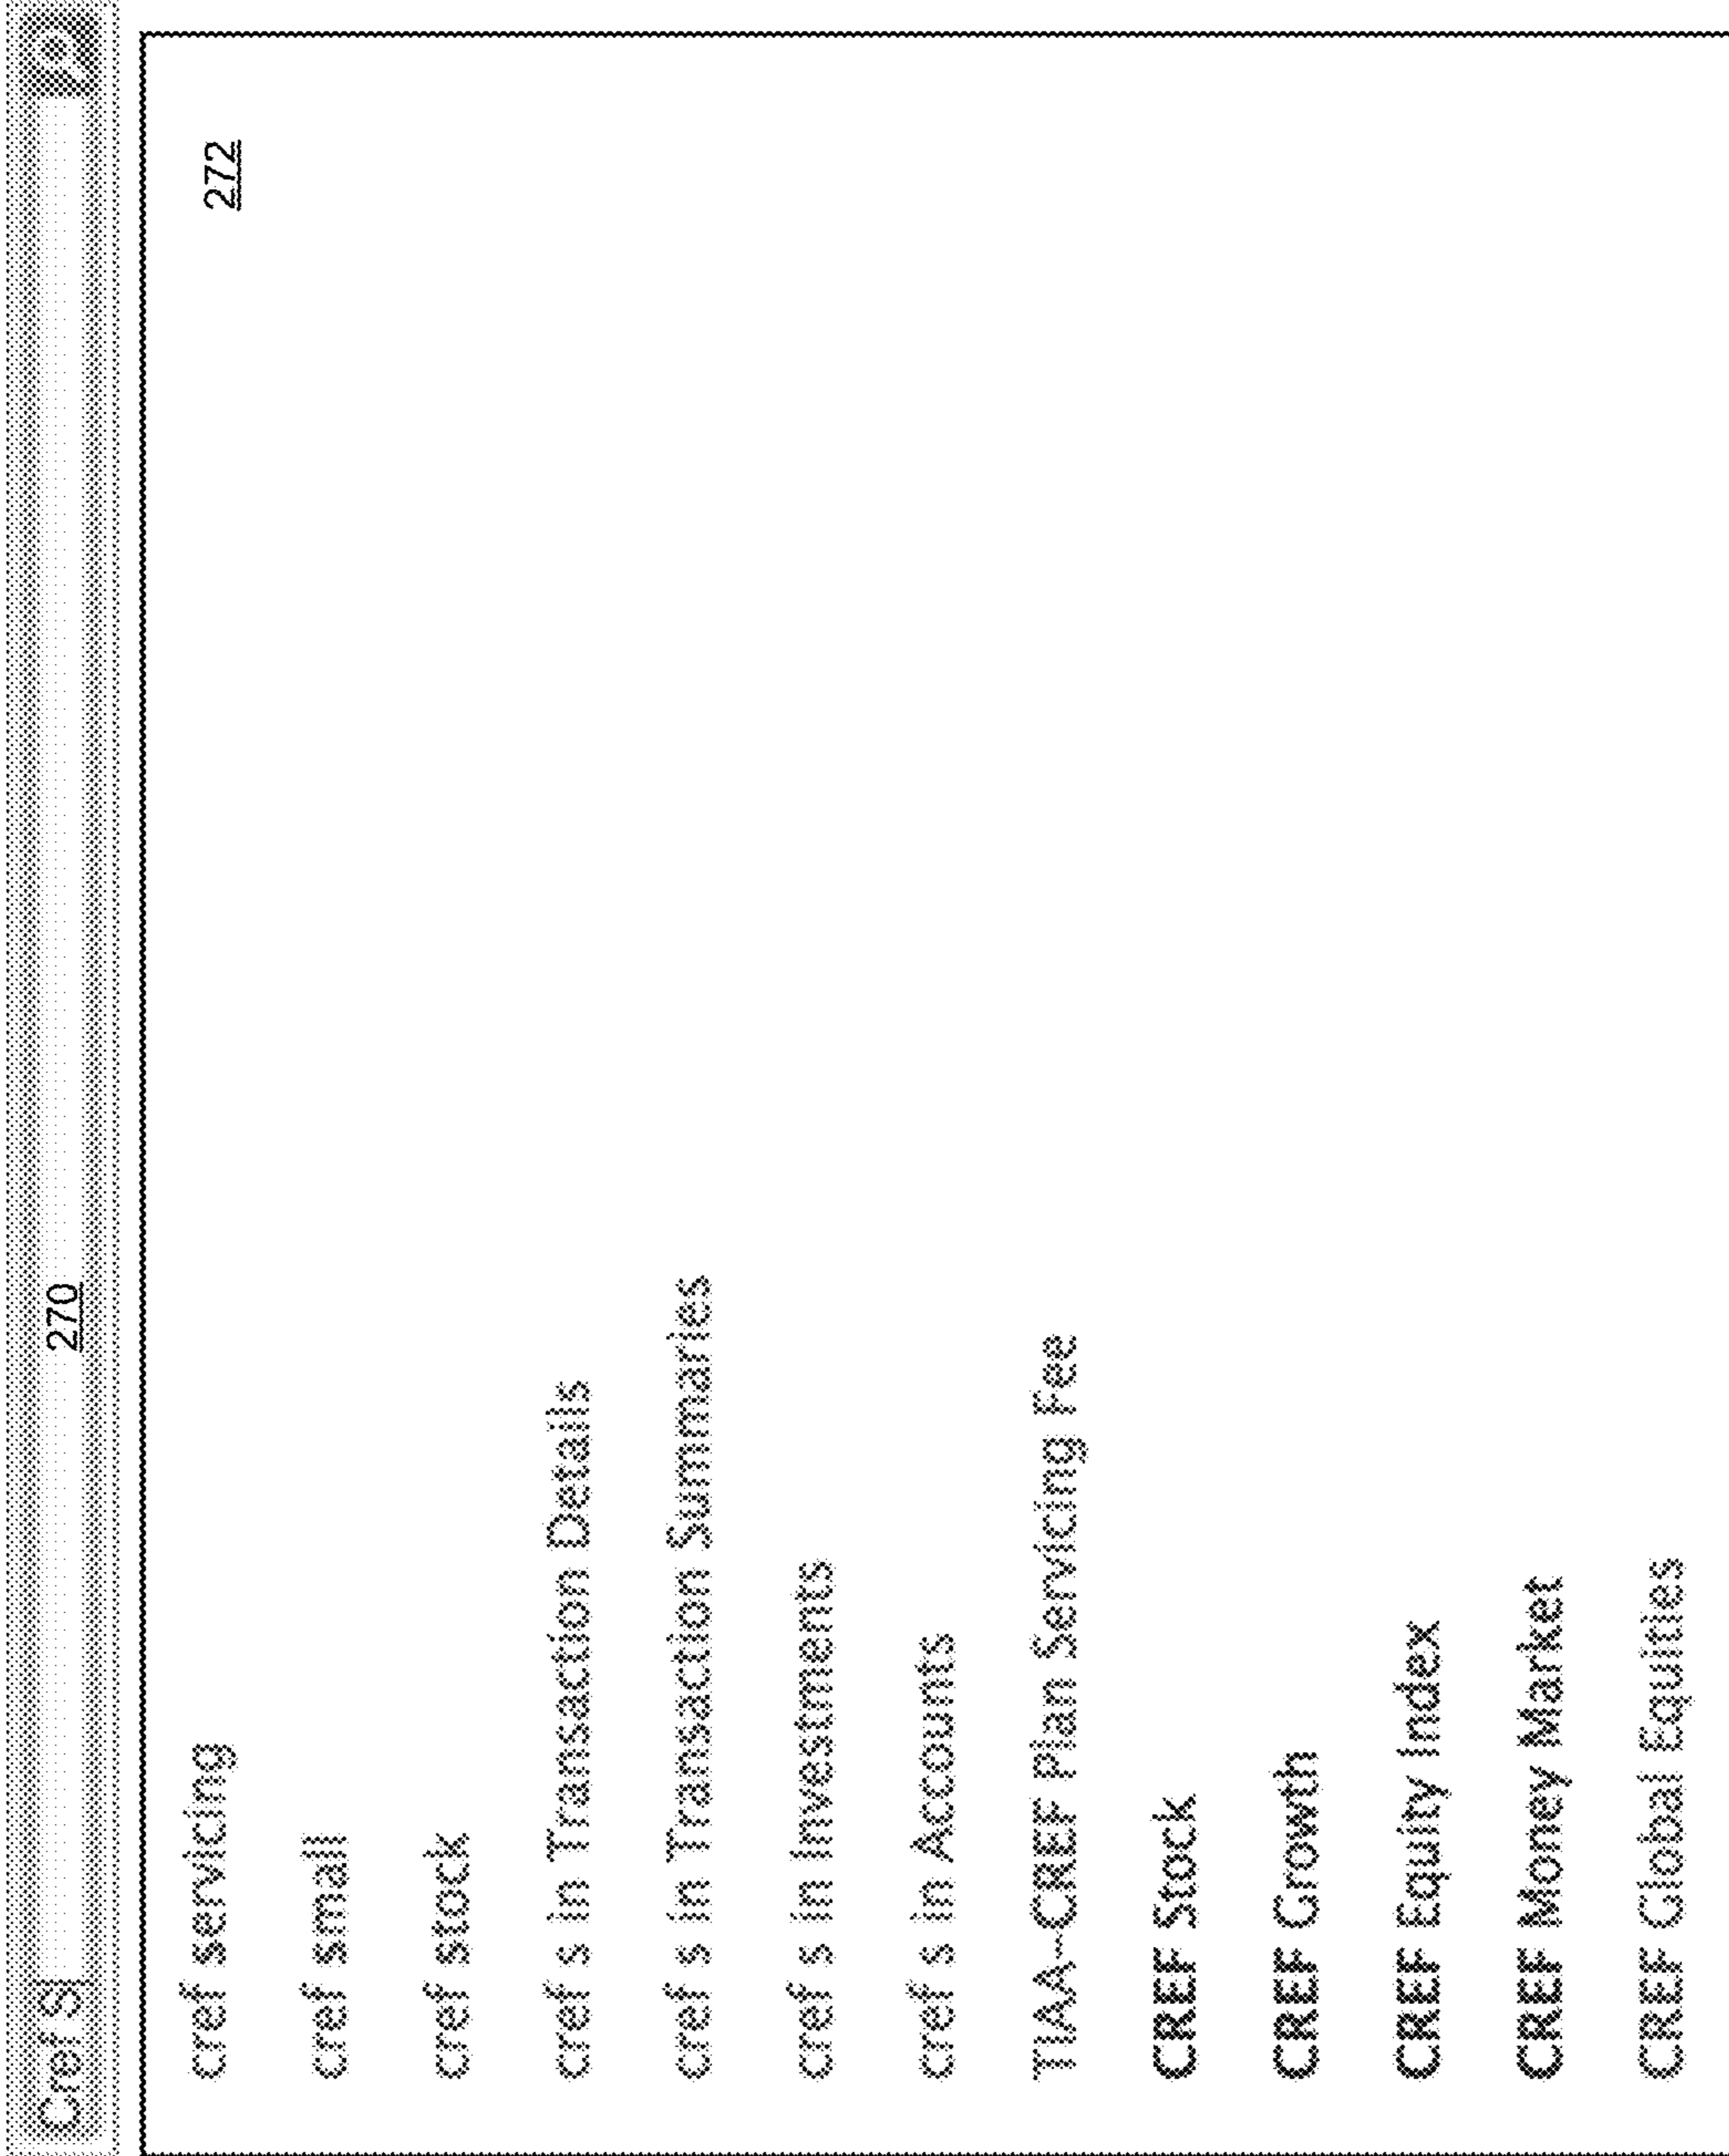 Cref S 270
272
cref servicing
cref small
cref stock
cref s in Transaction Details
cref s in Transaction Summaries
cref s in Investments
cref s in Accounts
TIAA-CREF Plan Servicing Fee
CREF Stock
CREF Growth
CREF Equity Index
CREF Money Market
CREF Global Equities